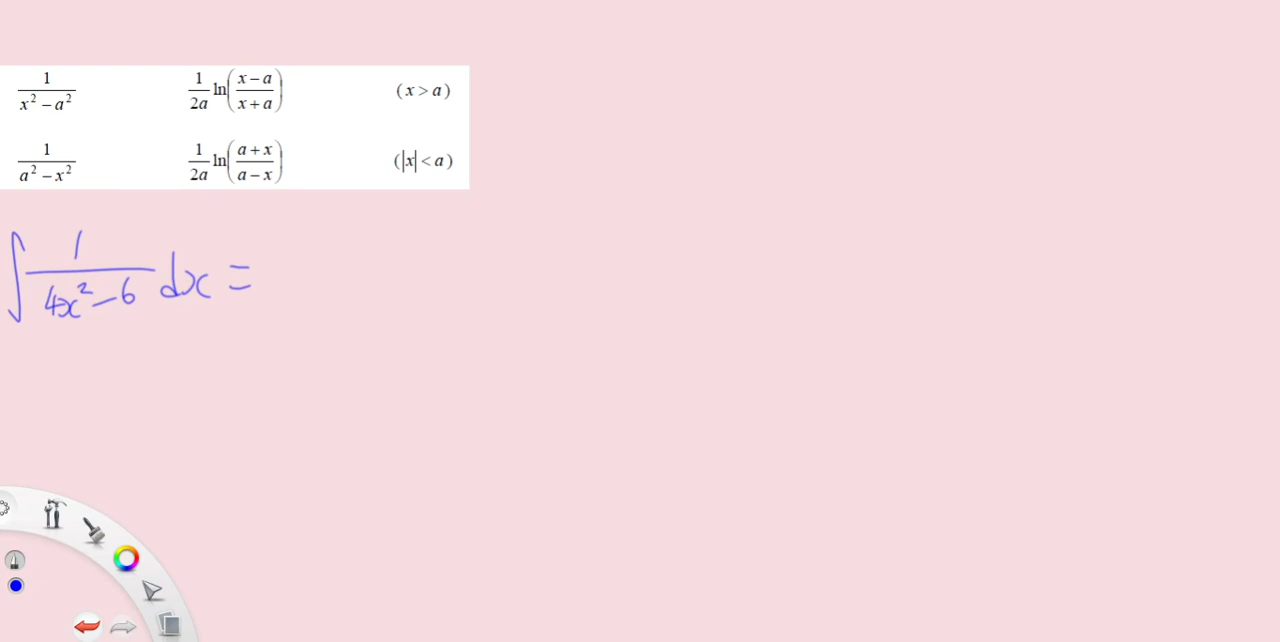 1/(x² − a²) 1/2a ln((x − a)/(x + a)) (x > a)
1/(a² − x²) 1/2a ln((a + x)/(a − x)) (|x| < a)
∫ 1/(4x² − 6) dx =